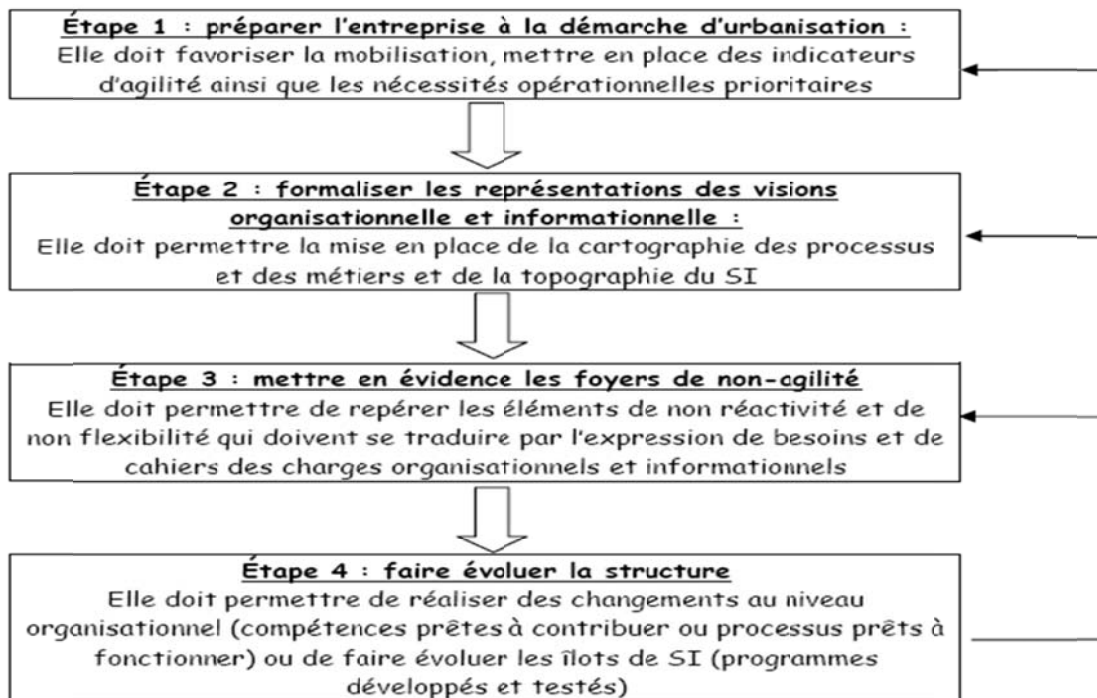 Étape 1 : préparer l'entreprise à la démarche d'urbanisation :
Elle doit favoriser la mobilisation, mettre en place des indicateurs
d'agilité ainsi que les nécessités opérationnelles prioritaires
Étape 2 : formaliser les représentations des visions
organisationnelle et informationnelle :
Elle doit permettre la mise en place de la cartographie des processus
et des métiers et de la topographie du SI
Étape 3 : mettre en évidence les foyers de non-agilité
Elle doit permettre de repérer les éléments de non réactivité et de
non flexibilité qui doivent se traduire par l'expression de besoins et de
cahiers des charges organisationnels et informationnels
Étape 4 : faire évoluer la structure
Elle doit permettre de réaliser des changements au niveau
organisationnel (compétences prêtes à contribuer ou processus prêts à
fonctionner) ou de faire évoluer les îlots de SI (programmes
développés et testés)